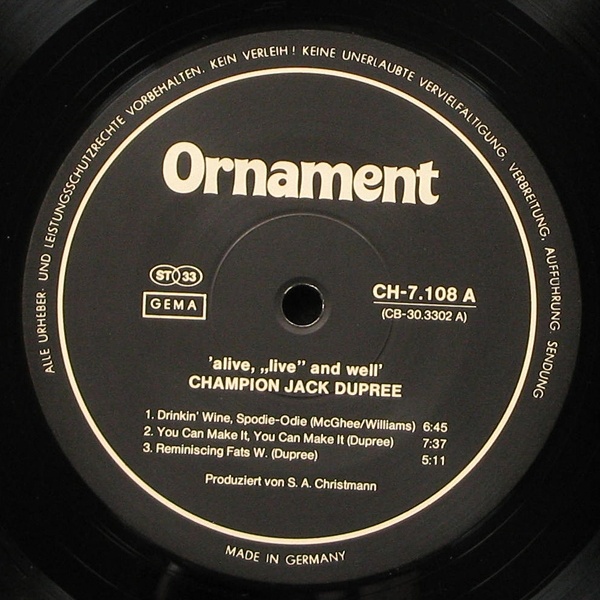 ALLE URHEBER- UND LEISTUNGSSCHUTZRECHTE VORBEHALTEN. KEIN VERLEIH! KEINE UNERLAUBTE VERVIELFALTIGUNG, VERBREITUNG, AUFFÜHRUNG, SENDUNG
Ornament
ST 33
GEMA
CH-7.108 A
(CB-30.3302 A)
'alive, „live” and well'
CHAMPION JACK DUPREE
1. Drinkin' Wine, Spodie-Odie (McGhee/Williams) 6:45
2. You Can Make It, You Can Make It (Dupree) 7:37
3. Reminiscing Fats W. (Dupree) 5:11
Produziert von S. A. Christmann
MADE IN GERMANY